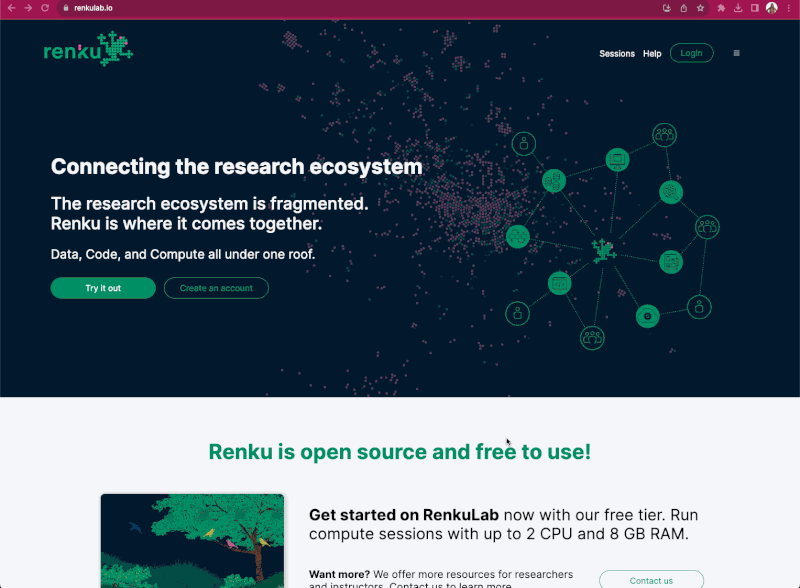 renkulab.io
renku
Sessions Help Login
Connecting the research ecosystem
The research ecosystem is fragmented.
Renku is where it comes together.
Data, Code, and Compute all under one roof.
Try it out Create an account
Renku is open source and free to use!
Get started on RenkuLab now with our free tier. Run
compute sessions with up to 2 CPU and 8 GB RAM.
Want more? We offer more resources for researchers
and instructors. Contact us to learn more.
Contact us